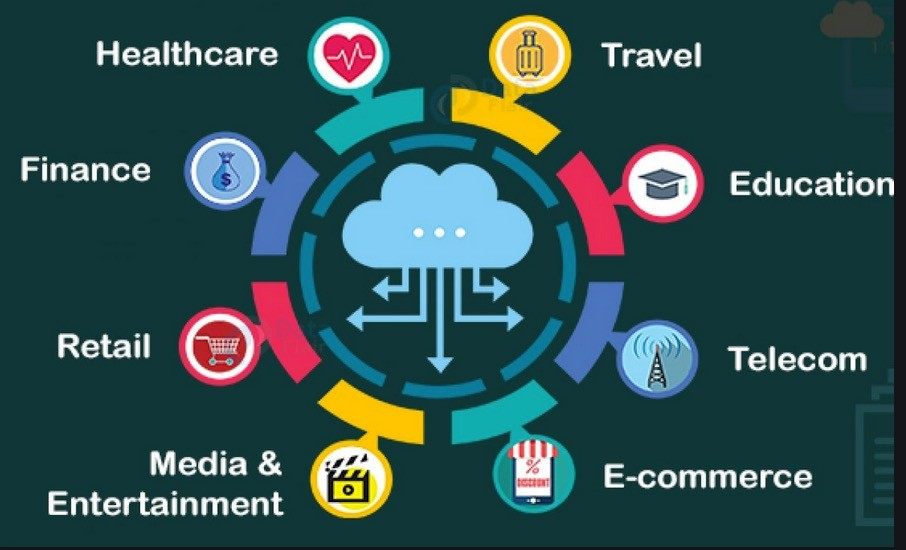 Healthcare
Travel
Finance
Education
Retail
Telecom
Media &
Entertainment
E-commerce
%
DISCOUNT
$